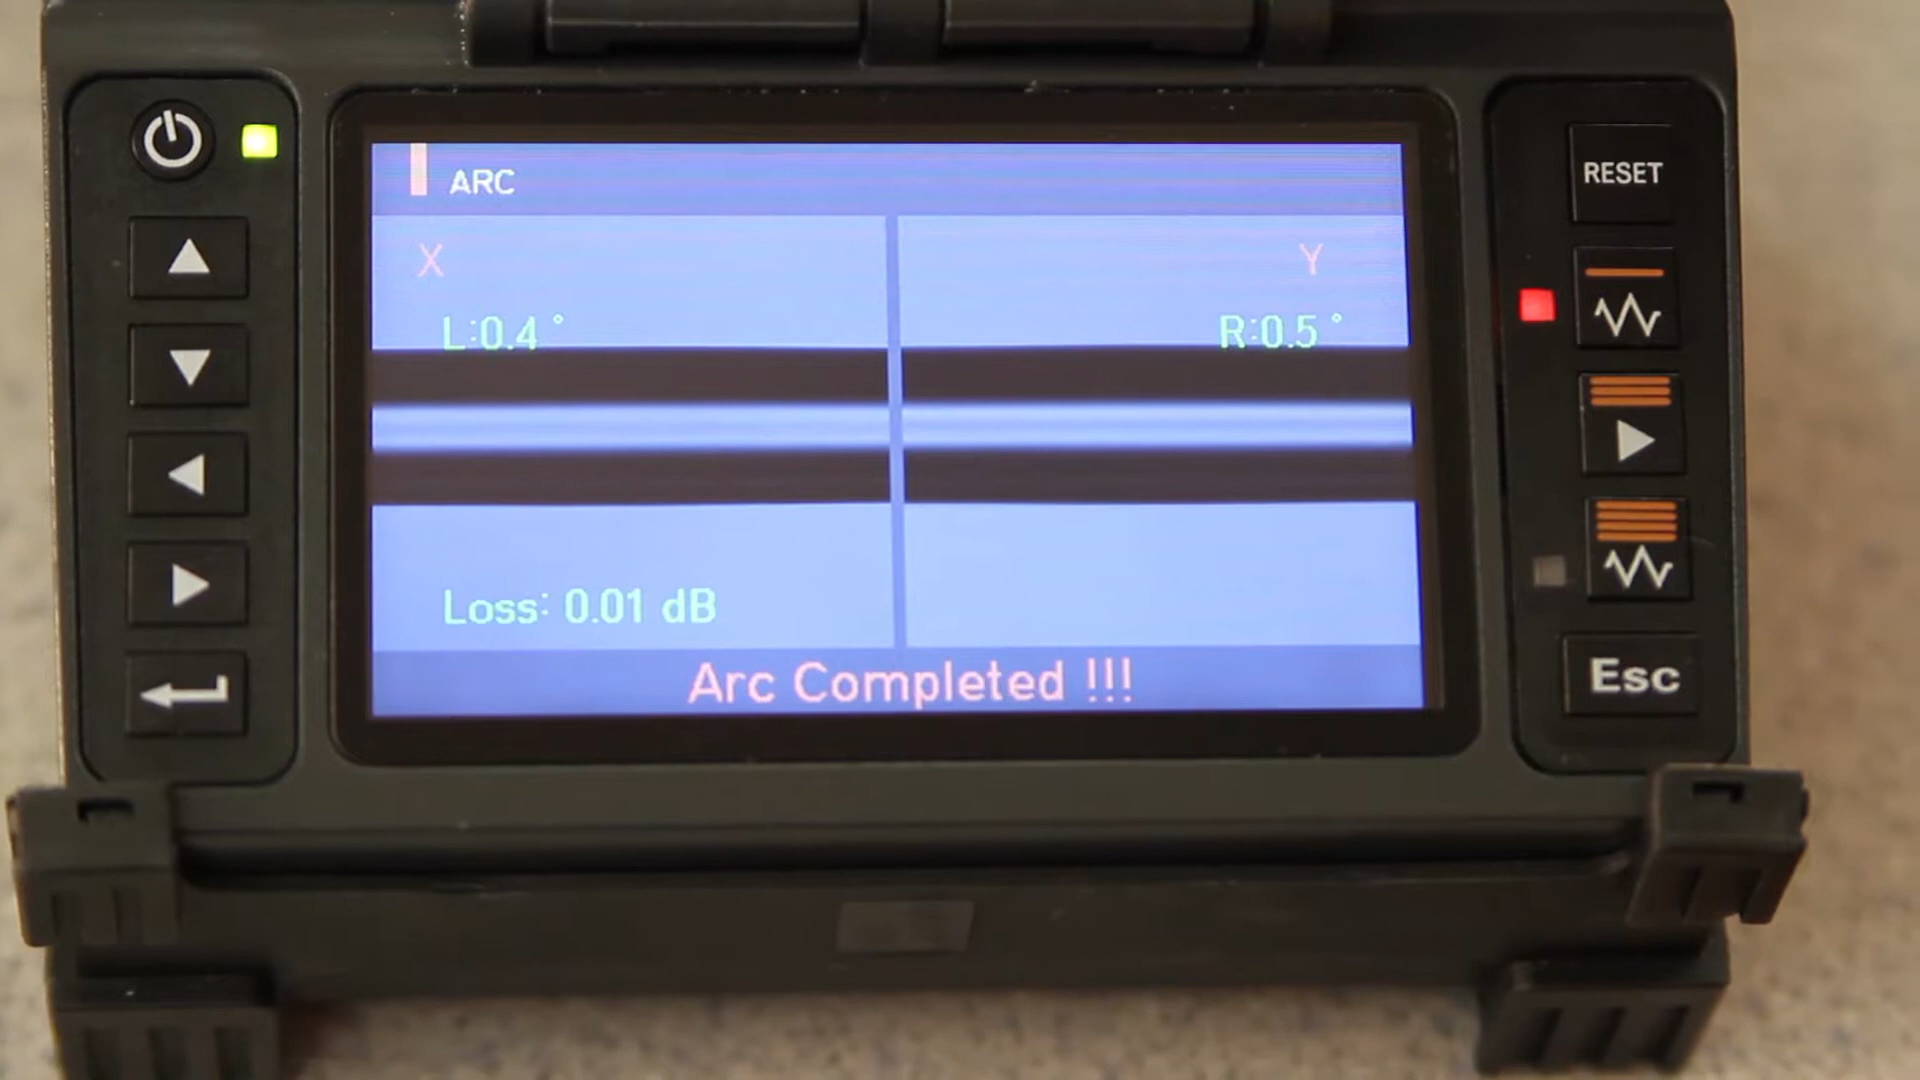 ARC
X
Y
L:0.4°
R:0.5°
Loss: 0.01 dB
Arc Completed !!!
RESET
Esc